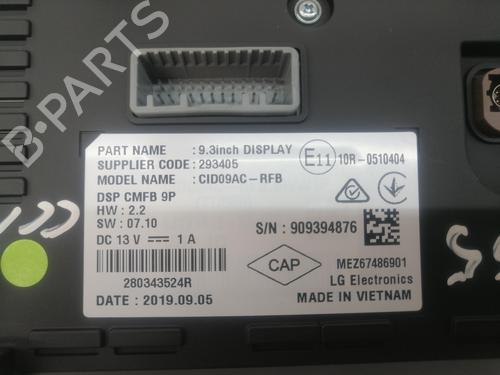 PART NAME : 9.3inch DISPLAY
SUPPLIER CODE : 293405
MODEL NAME : CID09AC-RFB
DSP CMFB 9P
HW : 2.2
SW : 07.10
DC 13 V 1 A
280343524R
DATE : 2019.09.05
E11 10R-0510404
S/N : 909394876
CAP
MEZ67486901
LG Electronics
MADE IN VIETNAM
B-PARTS